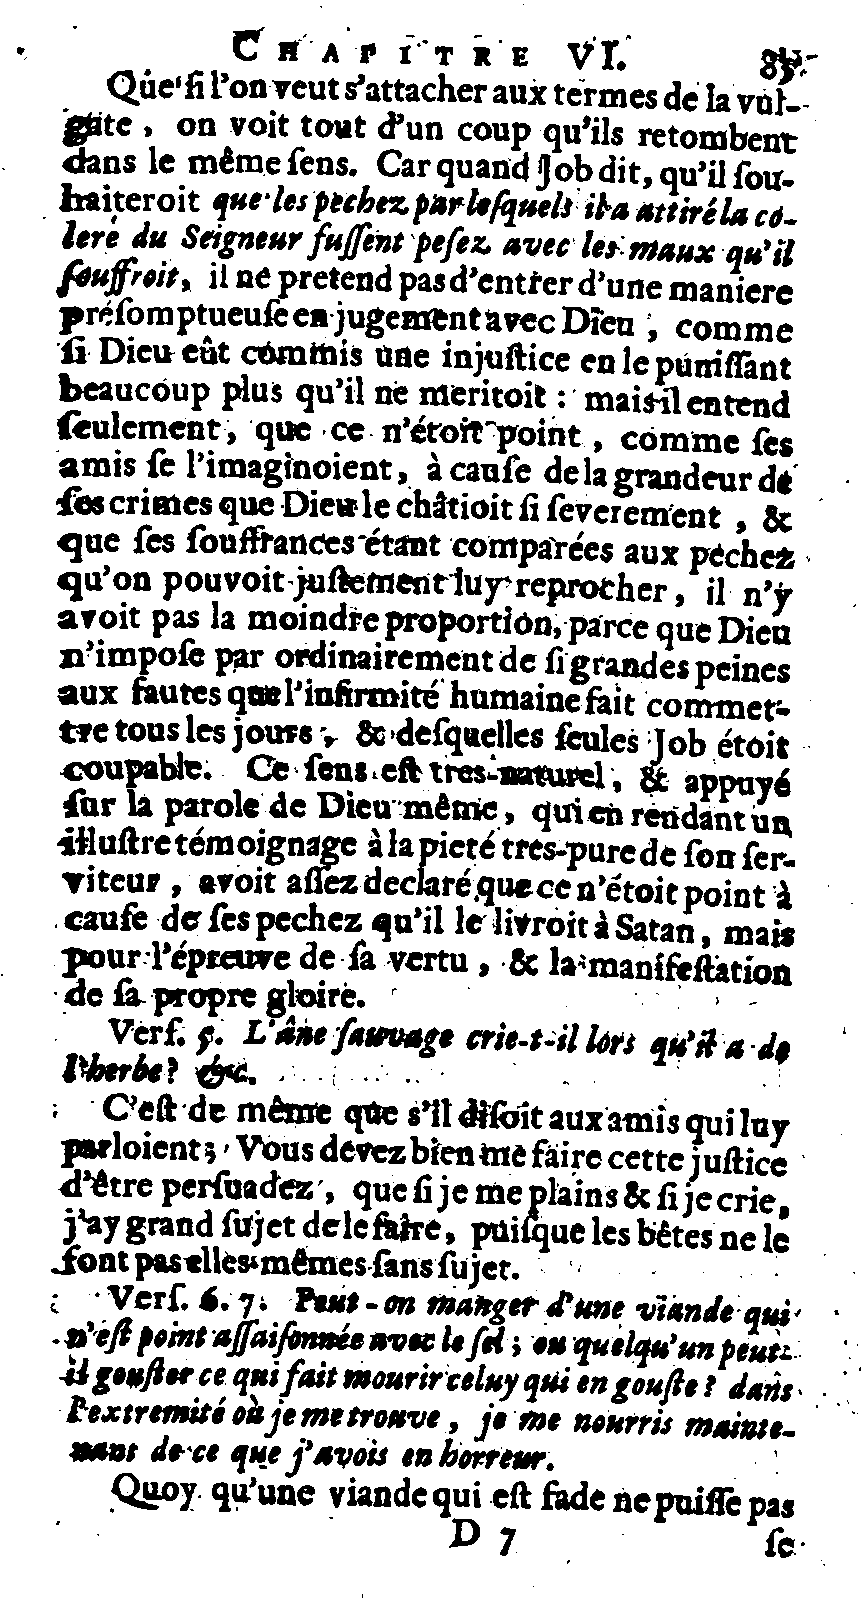 CHAPITRE VI. 85
Que si l'on veut s'attacher aux termes de la vul-
gate, on voit tout d'un coup qu'ils retombent
dans le même sens. Car quand Job dit, qu'il sou-
haiteroit que les pechez par lesquels il a attiré la co-
lere du Seigneur fussent pesez avec les maux qu'il
souffroit, il ne pretend pas d'entrer d'une maniere
présomptueuse en jugement avec Dieu, comme
si Dieu eût commis une injustice en le punissant
beaucoup plus qu'il ne meritoit : mais il entend
seulement, que ce n'étoit point, comme ses
amis se l'imaginoient, à cause de la grandeur de
ses crimes que Dieu le châtioit si severement, &
que ses souffrances étant comparées aux pechez
qu'on pouvoit justement luy reprocher, il n'y
avoit pas la moindre proportion, parce que Dieu
n'impose par ordinairement de si grandes peines
aux fautes que l'infirmité humaine fait commet-
tre tous les jours, & desquelles seules Job étoit
coupable. Ce sens est tres-naturel, & appuyé
sur la parole de Dieu même, qui en rendant un
illustre témoignage à la pieté tres-pure de son ser-
viteur, avoit assez declaré que ce n'étoit point à
cause de ses pechez qu'il le livroit à Satan, mais
pour l'épreuve de sa vertu, & la manifestation
de sa propre gloire.
Vers. 5. L'âne sauvage crie-t-il lors qu'il a de
l'herbe? &c.
C'est de même que s'il disoit aux amis qui luy
parloient; Vous devez bien me faire cette justice
d'être persuadez, que si je me plains & si je crie,
j'ay grand sujet de le faire, puisque les bêtes ne le
font pas elles-mêmes sans sujet.
Vers. 6. 7. Peut-on manger d'une viande qui
n'est point assaisonnée avec le sel; ou quelqu'un peut-
il gouster ce qui fait mourir celuy qui en gouste? dans
l'extremité où je me trouve, je me nourris mainte-
nant de ce que j'avois en horreur.
Quoy qu'une viande qui est fade ne puisse pas
D 7 se